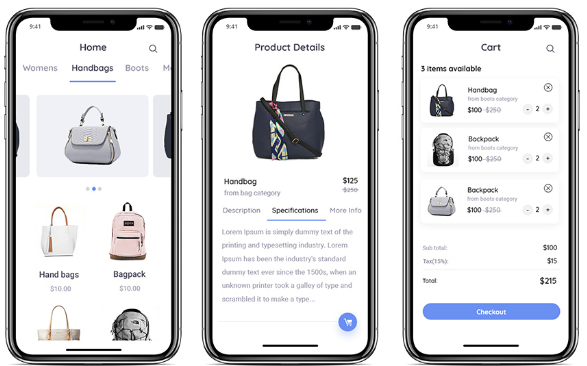 9:41
Home
Womens Handbags Boots
Hand bags
$10.00
Bagpack
$10.00
9:41
Product Details
Handbag
$125
from bag category
$250
Description Specifications More Info
Lorem Ipsum is simply dummy text of the
printing and typesetting industry. Lorem
Ipsum has been the industry's standard
dummy text ever since the 1500s, when an
unknown printer took a galley of type and
scrambled it to make a type...
9:41
Cart
3 items available
Handbag
from boots category
$100 $250
- 2 +
Backpack
from boots category
$100 $250
- 2 +
Backpack
from boots category
$100 $250
- 2 +
Sub total: $100
Tax(15%): $15
Total: $215
Checkout